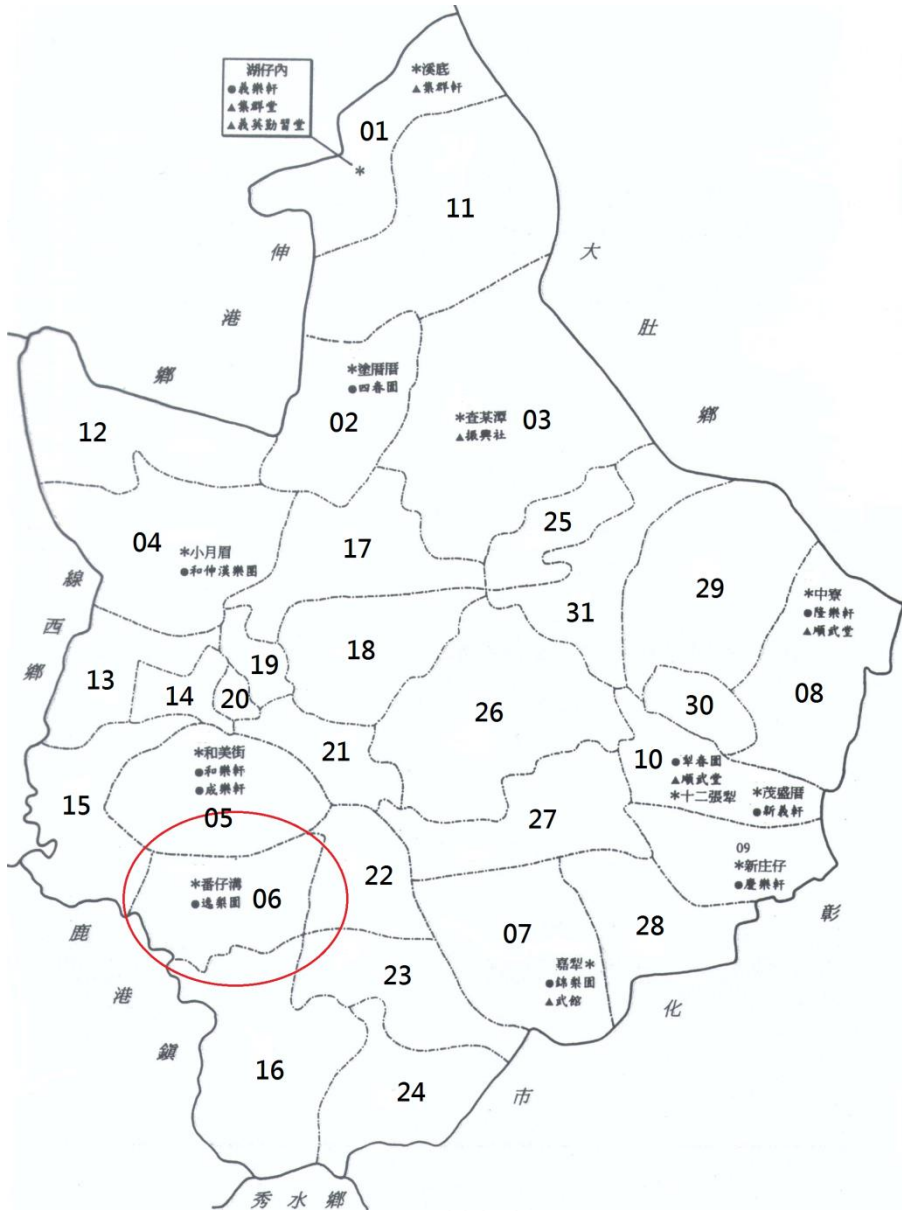 湖仔內
●義樂軒
▲集群堂
▲義英勤習堂
*溪底
▲集群軒
01
*
11
伸港鄉
大肚鄉
*塗厝厝
●四春園
02
*查某潭
▲振興社
03
12
04
*小月眉
●和仲漢樂園
17
25
29
31
*中寮
●隆樂軒
▲順武堂
08
線西鄉
13
14
19
20
18
26
30
21
*和美街
●和樂軒
●成樂軒
05
15
10
●犁春園
▲順武堂
*十二張犁
*茂盛厝
●新義軒
27
09
*新庄仔
●慶樂軒
*番仔溝
●逸樂園
06
22
07
28
嘉犁*
●錦梨園
▲武館
23
16
24
鹿港鎮
彰化市
秀水鄉